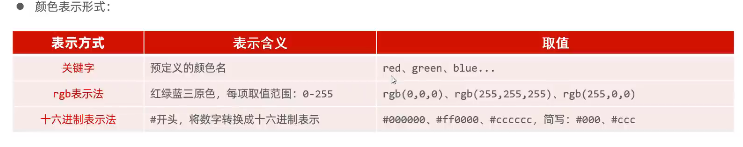 ● 颜色表示形式：
表示方式 表示含义 取值
关键字 预定义的颜色名 red、green、blue...
rgb表示法 红绿蓝三原色，每项取值范围：0-255 rgb(0,0,0)、rgb(255,255,255)、rgb(255,0,0)
十六进制表示法 #开头，将数字转换成十六进制表示 #000000、#ff0000、#cccccc，简写：#000、#ccc